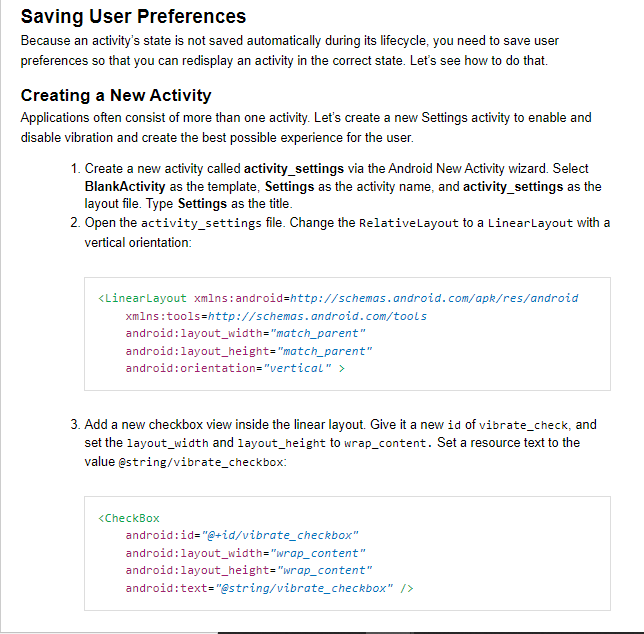 Saving User Preferences
Because an activity's state is not saved automatically during its lifecycle, you need to save user
preferences so that you can redisplay an activity in the correct state. Let's see how to do that.
Creating a New Activity
Applications often consist of more than one activity. Let's create a new Settings activity to enable and
disable vibration and create the best possible experience for the user.
1. Create a new activity called activity_settings via the Android New Activity wizard. Select
BlankActivity as the template, Settings as the activity name, and activity_settings as the
layout file. Type Settings as the title.
2. Open the activity_settings file. Change the RelativeLayout to a LinearLayout with a
vertical orientation:
<LinearLayout xmlns:android=http://schemas.android.com/apk/res/android
xmlns:tools=http://schemas.android.com/tools
android:layout_width="match_parent"
android:layout_height="match_parent"
android:orientation="vertical" >
3. Add a new checkbox view inside the linear layout. Give it a new id of vibrate_check, and
set the layout_width and layout_height to wrap_content. Set a resource text to the
value @string/vibrate_checkbox:
<CheckBox
android:id="@+id/vibrate_checkbox"
android:layout_width="wrap_content"
android:layout_height="wrap_content"
android:text="@string/vibrate_checkbox" />